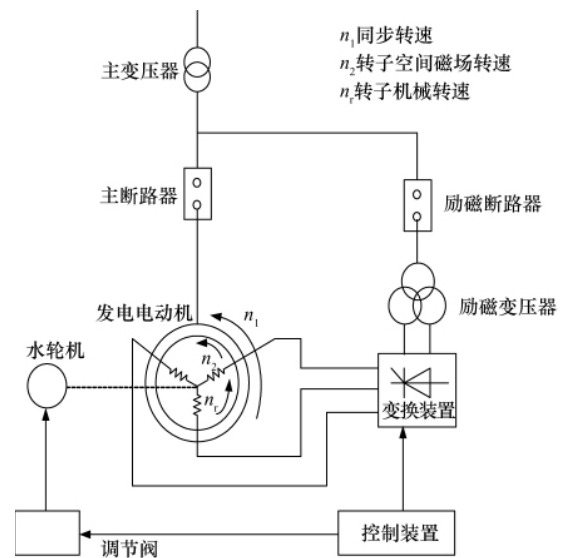 n₁同步转速
n₂转子空间磁场转速
nᵣ转子机械转速
主变压器
主断路器
励磁断路器
励磁变压器
发电电动机
n₁
水轮机
n₂
nᵣ
变换装置
控制装置
调节阀